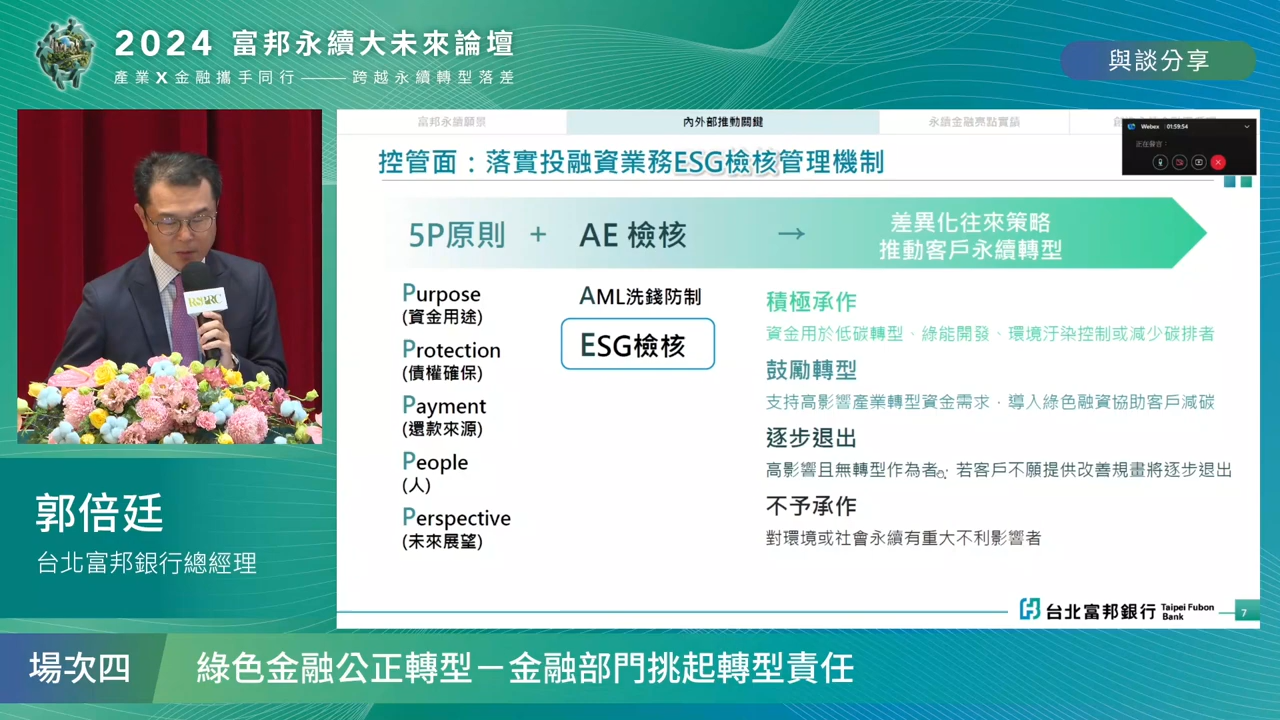 2024 富邦永續大未來論壇
產業X金融攜手同行——跨越永續轉型落差
與談分享
富邦永續願景
內外部推動關鍵
永續金融亮點實績
Webex 01:59:54
正在發言：
控管面：落實投融資業務ESG檢核管理機制
5P原則 + AE 檢核 →
差異化往來策略
推動客戶永續轉型
Purpose
(資金用途)
Protection
(債權確保)
Payment
(還款來源)
People
(人)
Perspective
(未來展望)
AML洗錢防制
ESG檢核
積極承作
資金用於低碳轉型、綠能開發、環境汙染控制或減少碳排者
鼓勵轉型
支持高影響產業轉型資金需求，導入綠色融資協助客戶減碳
逐步退出
高影響且無轉型作為者。若客戶不願提供改善規畫將逐步退出
不予承作
對環境或社會永續有重大不利影響者
台北富邦銀行 Taipei Fubon
Bank
7
郭倍廷
台北富邦銀行總經理
場次四
綠色金融公正轉型－金融部門挑起轉型責任